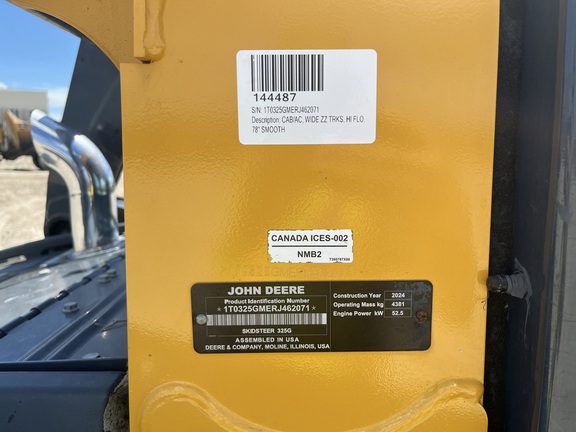 144487
S/N: 1T0325GMERJ462071
Description: CAB/AC, WIDE ZZ TRKS, HI FLO,
78" SMOOTH
CANADA ICES-002
NMB2
JOHN DEERE
Product Identification Number
*1T0325GMERJ462071*
SKIDSTEER 325G
ASSEMBLED IN USA
DEERE & COMPANY, MOLINE, ILLINOIS, USA
Construction Year 2024
Operating Mass kg 4381
Engine Power kW 52.5